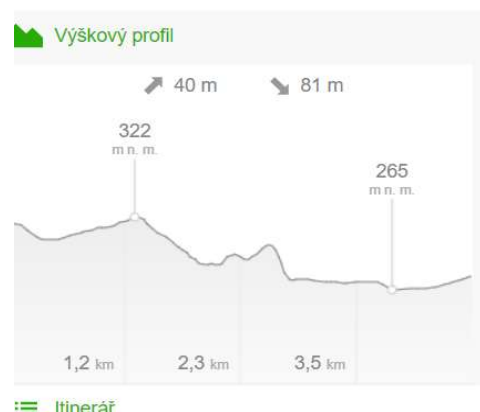 Výškový profil
40 m 81 m
322
m n. m.
265
m n. m.
1,2 km 2,3 km 3,5 km
Itinerář